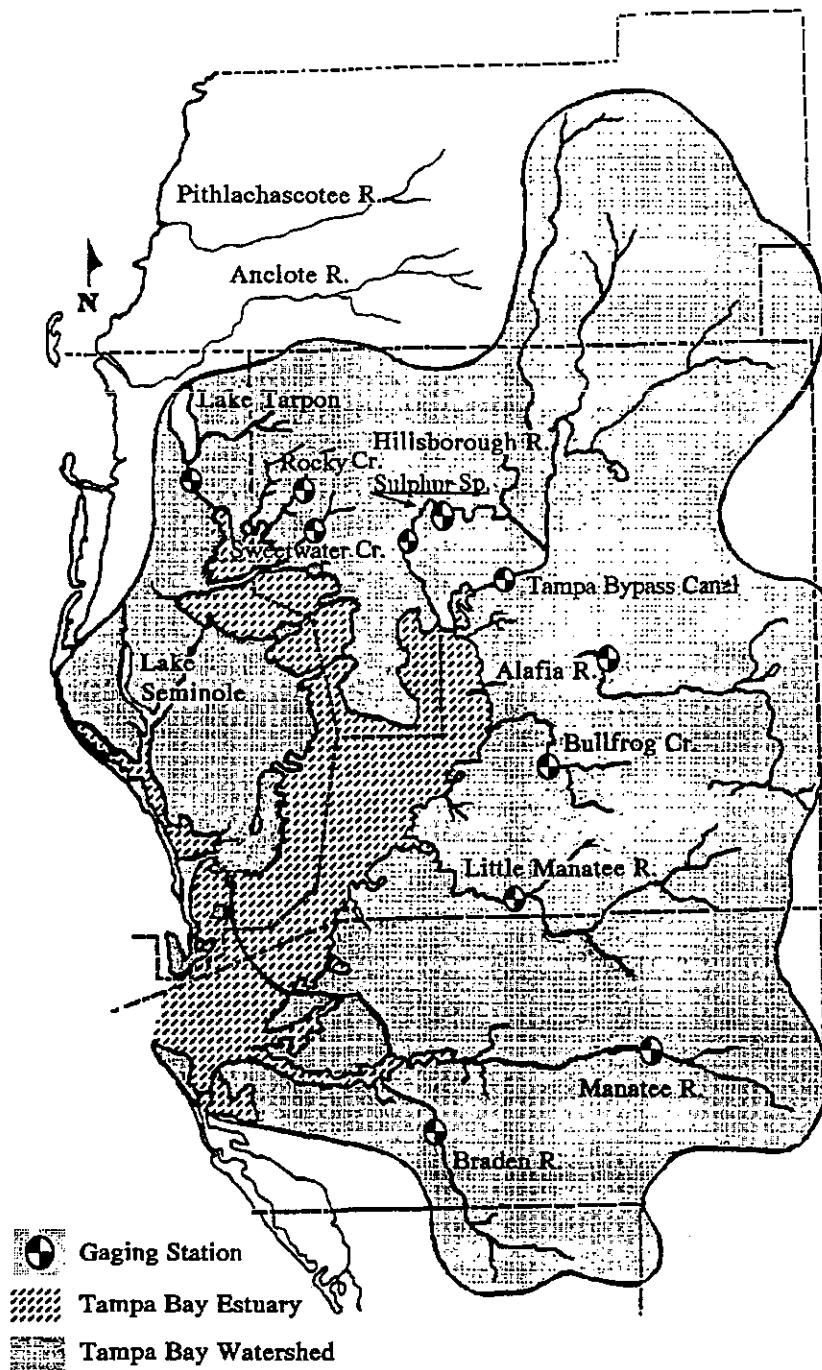 Pithlachascotee R.
Anclote R.
N
Lake Tarpon
Hillsborough R.
Rocky Cr.
Sulphur Sp.
Sweetwater Cr.
Tampa Bypass Canal
Lake
Seminole
Alafia R.
Bullfrog Cr.
Little Manatee R.
Manatee R.
Braden R.
Gaging Station
Tampa Bay Estuary
Tampa Bay Watershed